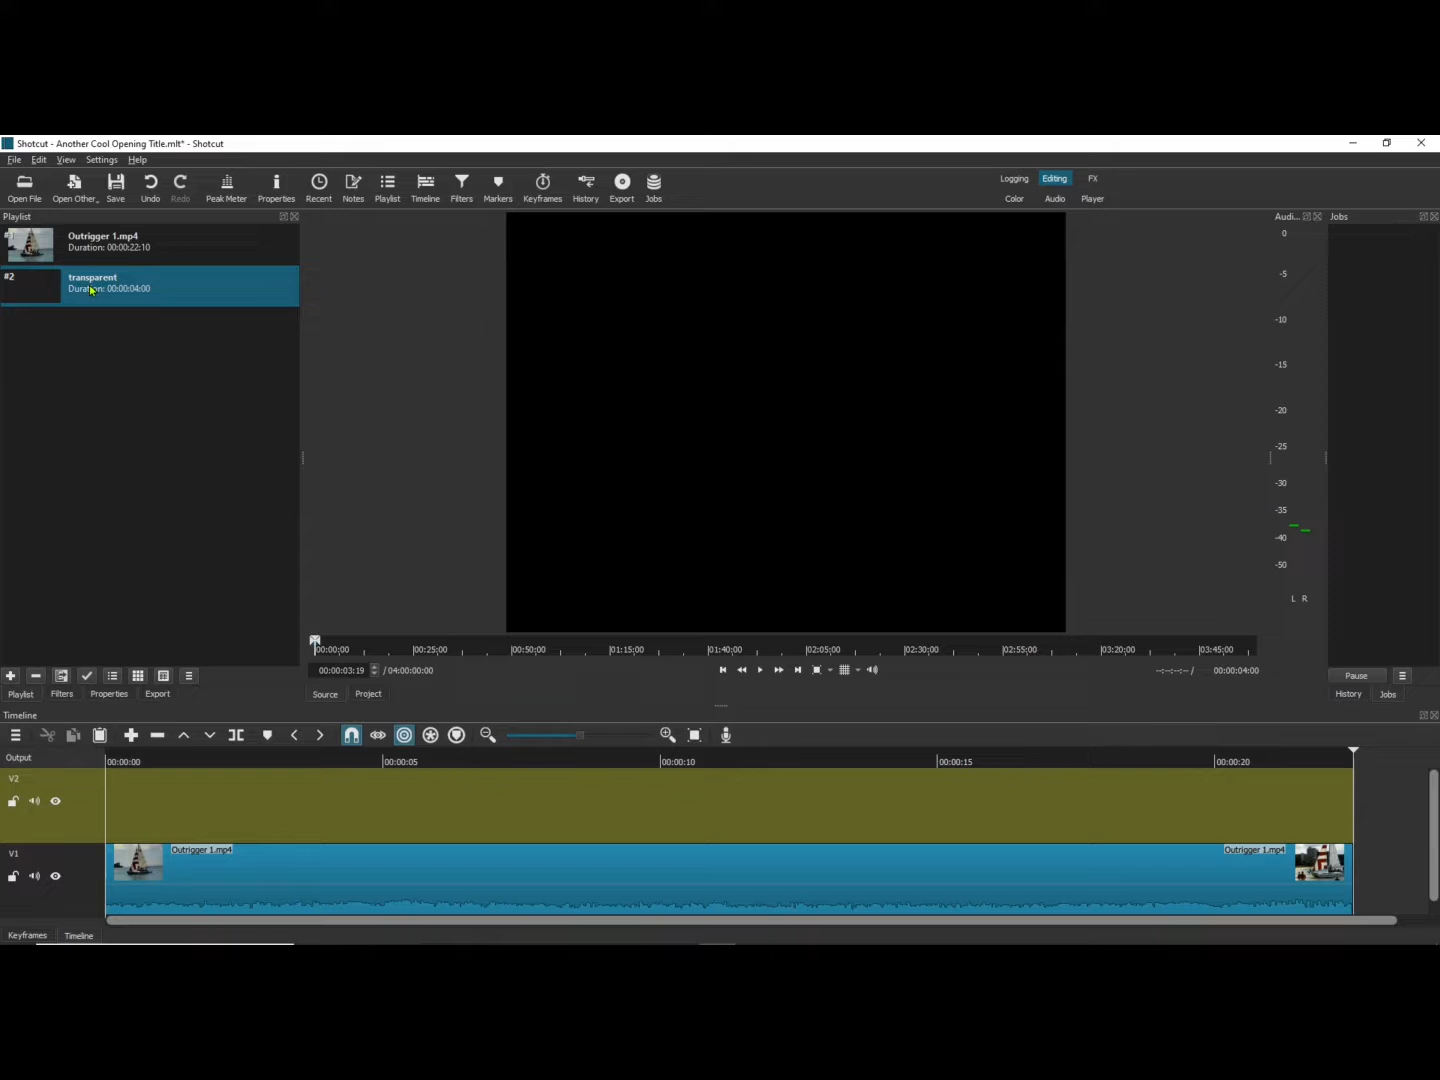 Shotcut - Another Cool Opening Title.mlt* - Shotcut
File Edit View Settings Help
Open File Open Other.. Save Undo Redo Peak Meter Properties Recent Notes Playlist Timeline Filters Markers Keyframes History Export Jobs
Logging Editing FX
Color Audio Player
Playlist
Outrigger 1.mp4
Duration: 00:00:22:10
#2 transparent
Duration: 00:00:04:00
Audi...
0
-5
-10
-15
-20
-25
-30
-35
-40
-50
L R
Jobs
00:00;00 00:25;00 00:50;00 01:15;00 01:40;00 02:05;00 02:30;00 02:55;00 03:20;00 03:45;00
00:00:03:19 / 04:00:00:00
--:--:--:-- / 00:00:04:00
Pause
Playlist Filters Properties Export
Source Project
History Jobs
Timeline
Output
00:00:00 00:00:05 00:00:10 00:00:15 00:00:20
V2
V1
Outrigger 1.mp4 Outrigger 1.mp4
Keyframes Timeline